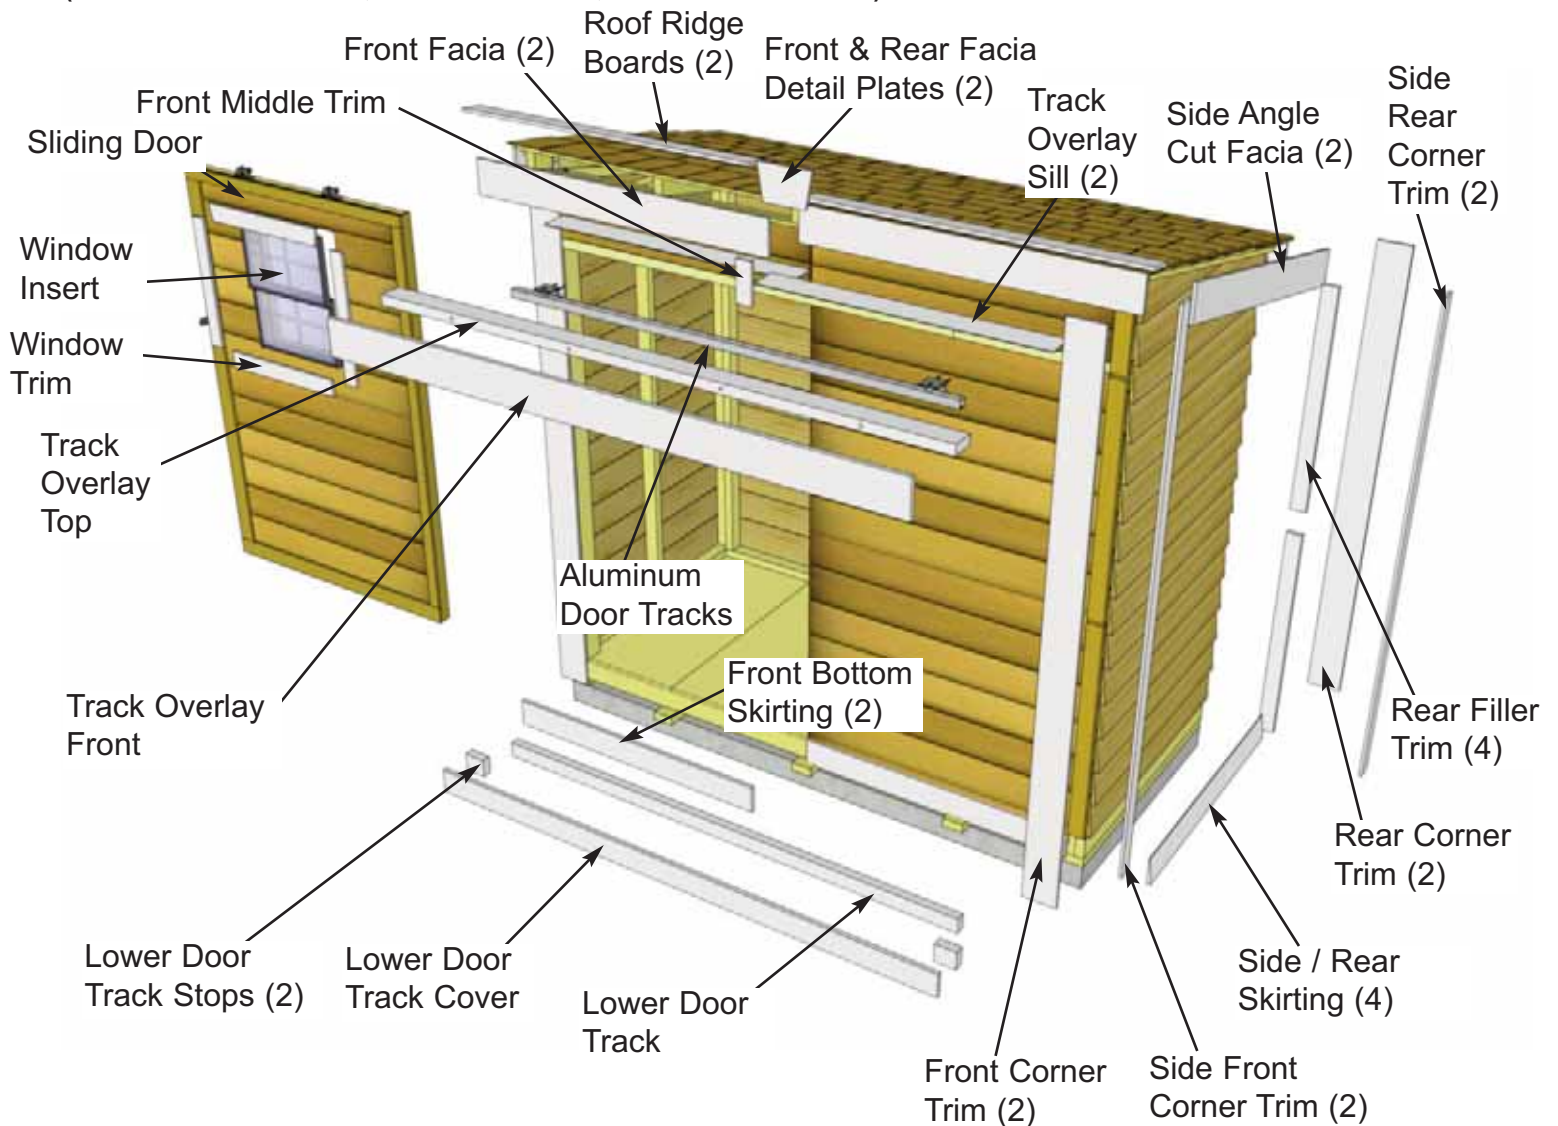 Roof Ridge
Boards (2)
Front Facia (2)
Front & Rear Facia
Detail Plates (2)
Side
Rear
Corner
Trim (2)
Front Middle Trim
Track
Overlay
Sill (2)
Side Angle
Cut Facia (2)
Sliding Door
Window
Insert
Window
Trim
Track
Overlay
Top
Aluminum
Door Tracks
Front Bottom
Skirting (2)
Track Overlay
Front
Rear Filler
Trim (4)
Rear Corner
Trim (2)
Lower Door
Track Stops (2)
Lower Door
Track Cover
Lower Door
Track
Side / Rear
Skirting (4)
Front Corner
Trim (2)
Side Front
Corner Trim (2)